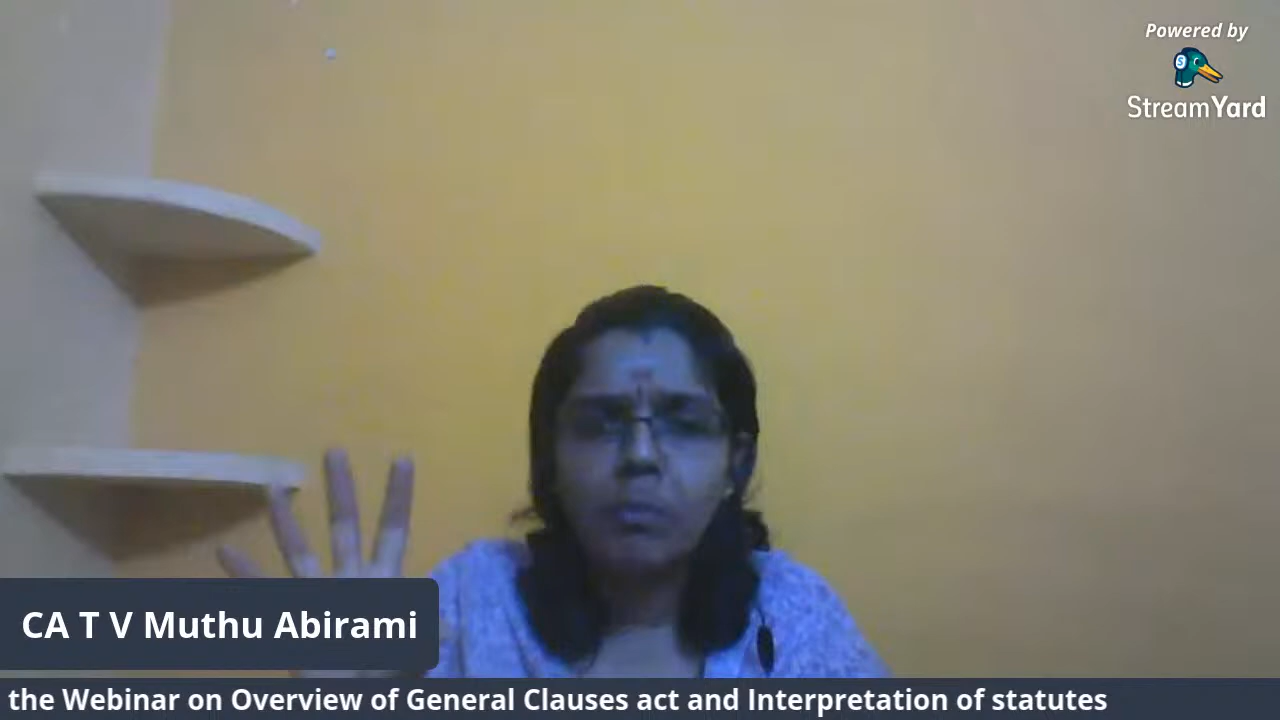 Powered by
StreamYard
CA T V Muthu Abirami
the Webinar on Overview of General Clauses act and Interpretation of statutes